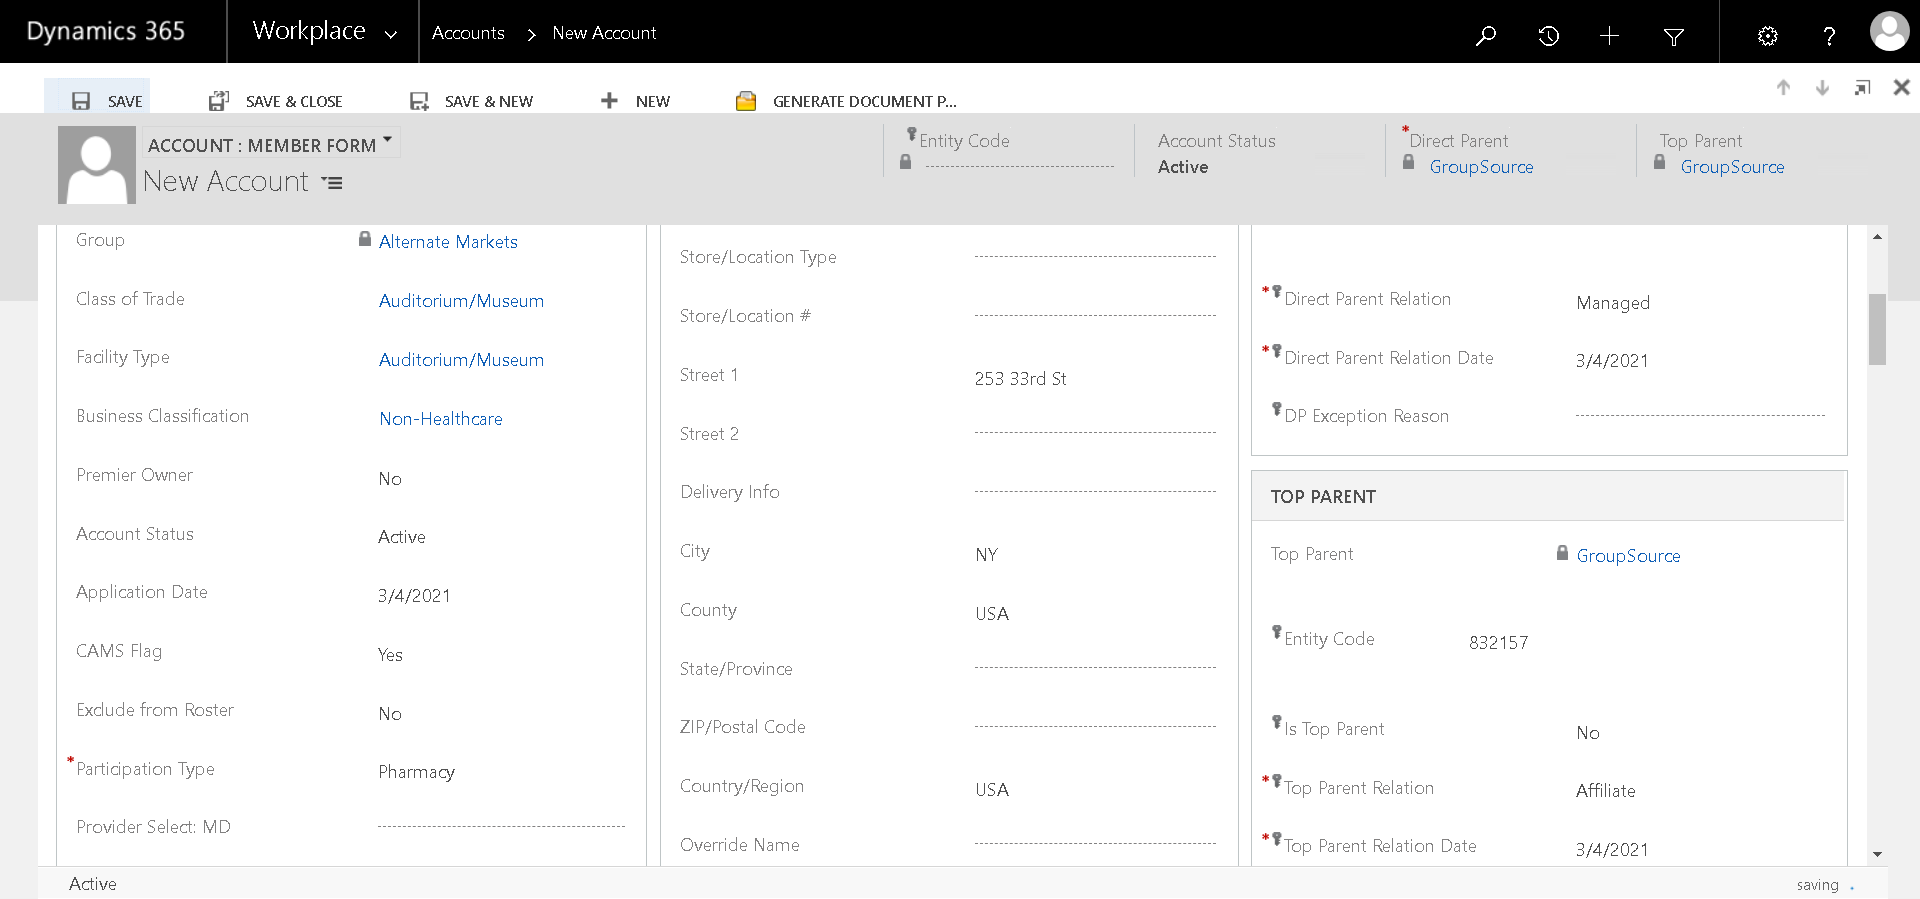 Dynamics 365
Workplace
Accounts > New Account
SAVE
SAVE & CLOSE
SAVE & NEW
NEW
GENERATE DOCUMENT P...
ACCOUNT : MEMBER FORM
New Account
Entity Code
Account Status
Active
*Direct Parent
GroupSource
Top Parent
GroupSource
Group Alternate Markets
Class of Trade Auditorium/Museum
Facility Type Auditorium/Museum
Business Classification Non-Healthcare
Premier Owner No
Account Status Active
Application Date 3/4/2021
CAMS Flag Yes
Exclude from Roster No
*Participation Type Pharmacy
Provider Select: MD
Store/Location Type
Store/Location #
Street 1 253 33rd St
Street 2
Delivery Info
City NY
County USA
State/Province
ZIP/Postal Code
Country/Region USA
Override Name
*Direct Parent Relation Managed
*Direct Parent Relation Date 3/4/2021
DP Exception Reason
TOP PARENT
Top Parent GroupSource
Entity Code 832157
Is Top Parent No
*Top Parent Relation Affiliate
*Top Parent Relation Date 3/4/2021
Active
saving .